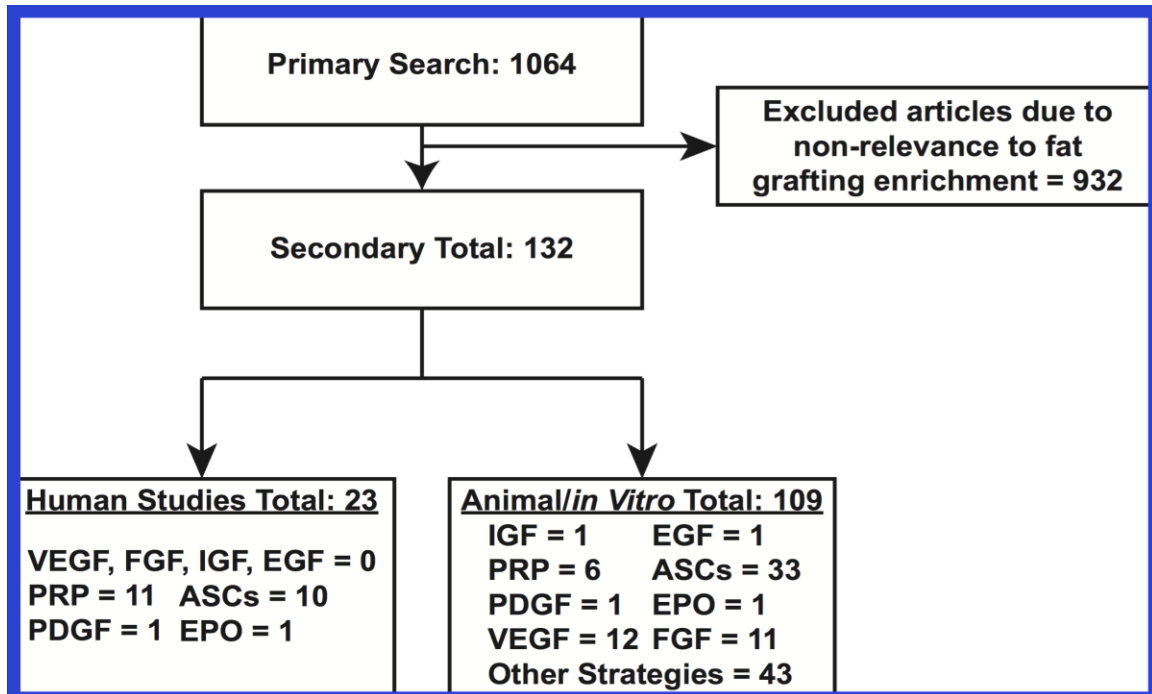 Primary Search: 1064
Excluded articles due to
non-relevance to fat
grafting enrichment = 932
Secondary Total: 132
Human Studies Total: 23
VEGF, FGF, IGF, EGF = 0
PRP = 11 ASCs = 10
PDGF = 1 EPO = 1
Animal/in Vitro Total: 109
IGF = 1 EGF = 1
PRP = 6 ASCs = 33
PDGF = 1 EPO = 1
VEGF = 12 FGF = 11
Other Strategies = 43